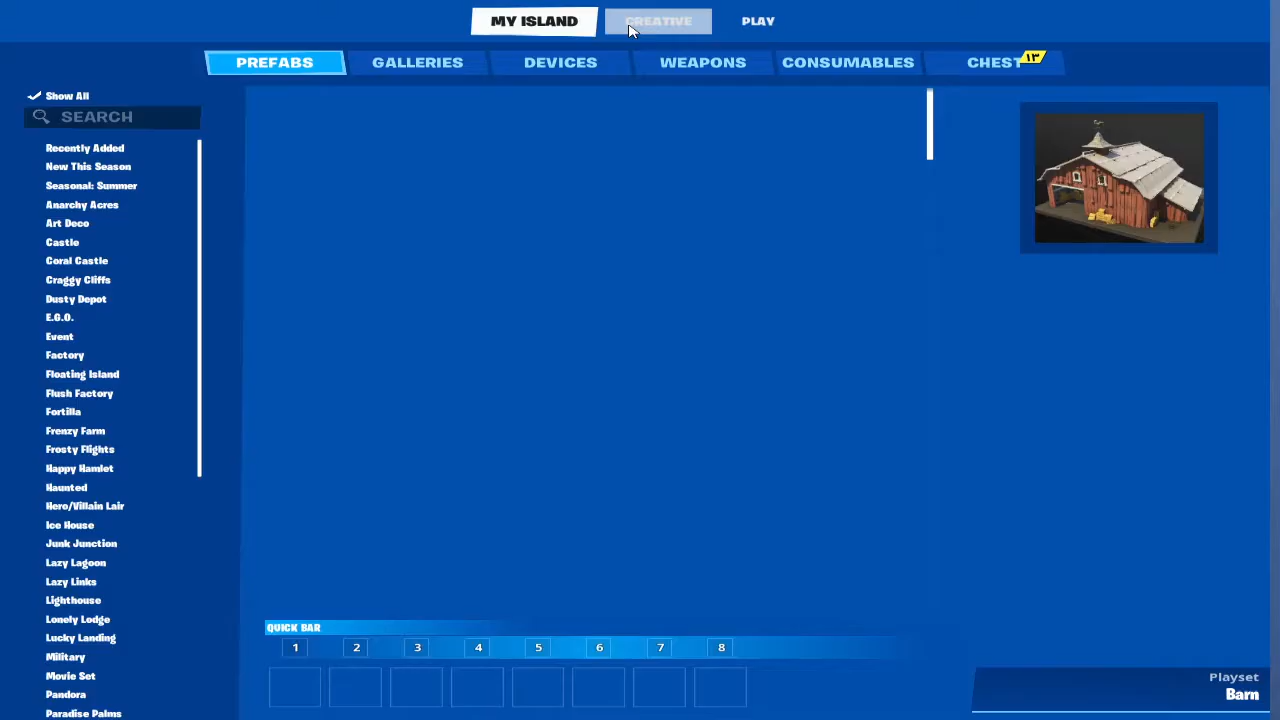 MY ISLAND CREATIVE PLAY
PREFABS GALLERIES DEVICES WEAPONS CONSUMABLES CHEST ١٣
Show All
SEARCH
Recently Added
New This Season
Seasonal: Summer
Anarchy Acres
Art Deco
Castle
Coral Castle
Craggy Cliffs
Dusty Depot
E.G.O.
Event
Factory
Floating Island
Flush Factory
Fortilla
Frenzy Farm
Frosty Flights
Happy Hamlet
Haunted
Hero/Villain Lair
Ice House
Junk Junction
Lazy Lagoon
Lazy Links
Lighthouse
Lonely Lodge
Lucky Landing
Military
Movie Set
Pandora
Paradise Palms
QUICK BAR
1 2 3 4 5 6 7 8
Playset
Barn